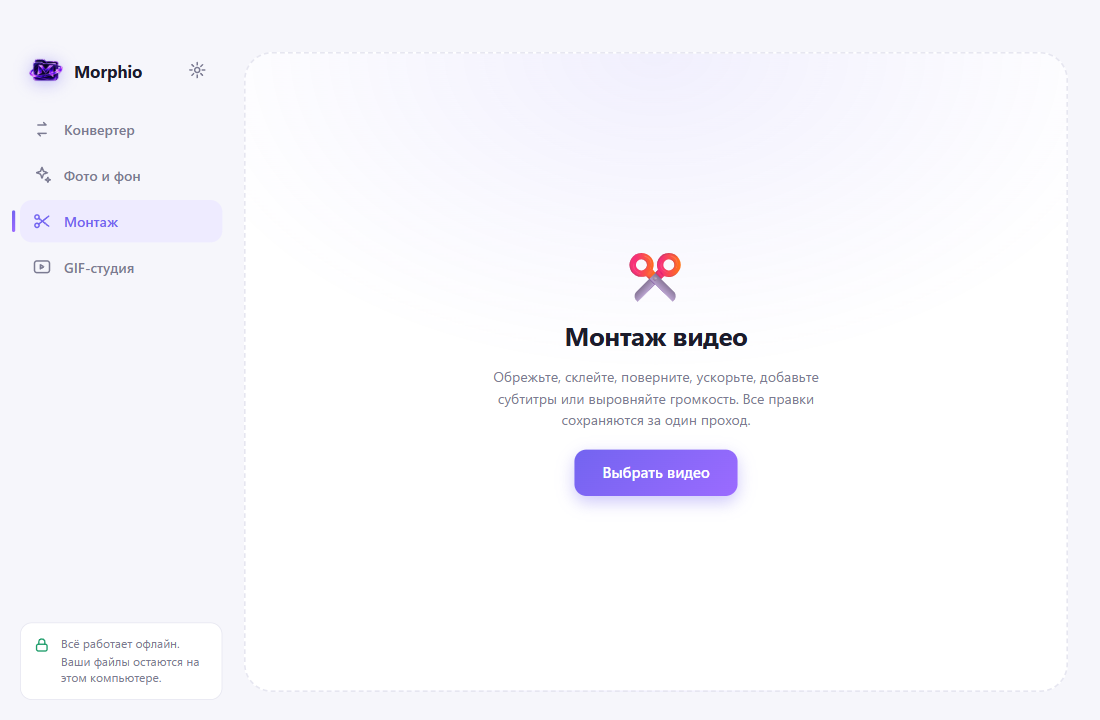 Morphio
Конвертер
Фото и фон
Монтаж
GIF-студия
Монтаж видео
Обрежьте, склейте, поверните, ускорьте, добавьте
субтитры или выровняйте громкость. Все правки
сохраняются за один проход.
Выбрать видео
Всё работает офлайн.
Ваши файлы остаются на
этом компьютере.